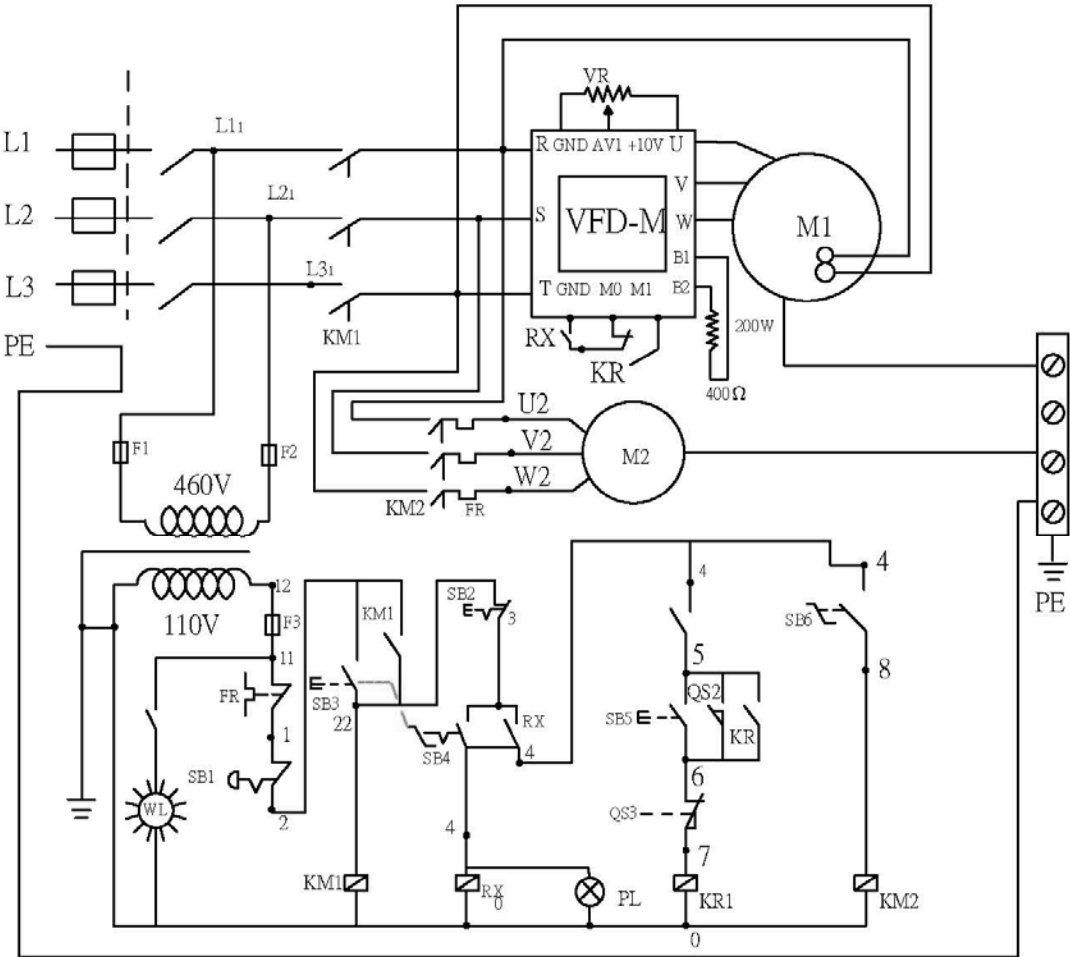 VR
L1₁
L1
R GND AV1 +10V U
V
L2₁
L2
S VFD-M W
M1
B1
L3₁
L3
T GND M0 M1 B2
KM1
RX
200W
PE
KR
400Ω
U2
F1
F2
V2
M2
460V
W2
KM2
FR
12
4
4
KM1
SB2
PE
110V
F3
3
SB6
11
5
8
FR
QS2
SB3
SB5
22
RX
KR
1
SB4
4
6
SB1
WL
QS3
2
4
7
KM1
RX
0
PL
KR1
KM2
0